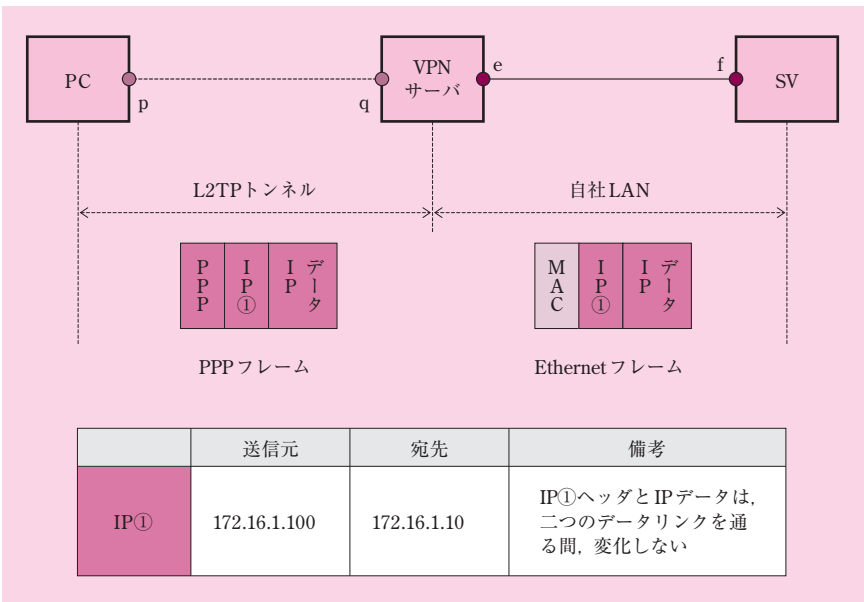 PC
p
q
VPN
サーバ
e
f
SV
L2TPトンネル
自社LAN
PPP
IP①
IPデータ
MAC
IP①
IPデータ
PPPフレーム
Ethernetフレーム
送信元
宛先
備考
IP①
172.16.1.100
172.16.1.10
IP①ヘッダとIPデータは,
二つのデータリンクを通
る間,変化しない